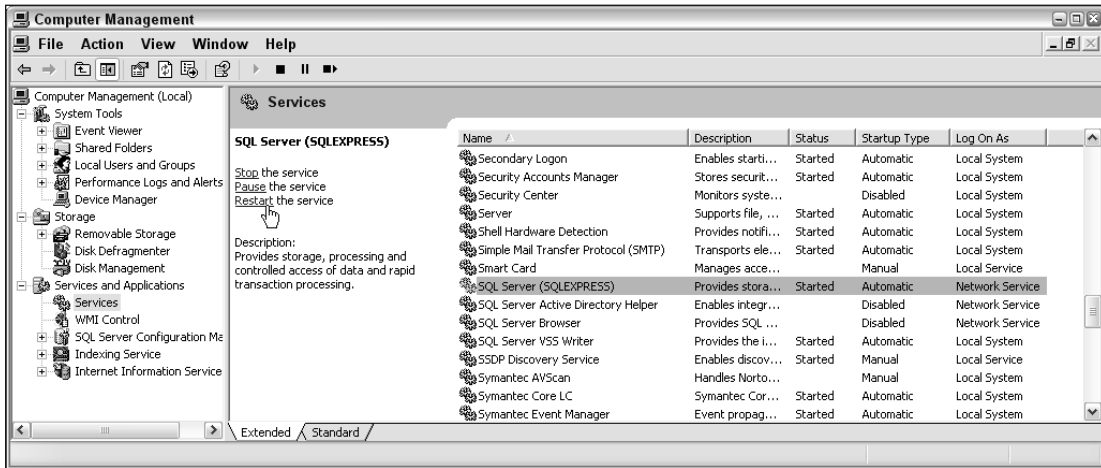 Computer Management
File Action View Window Help
Computer Management (Local)
System Tools
Event Viewer
Shared Folders
Local Users and Groups
Performance Logs and Alerts
Device Manager
Storage
Removable Storage
Disk Defragmenter
Disk Management
Services and Applications
Services
WMI Control
SQL Server Configuration Ma
Indexing Service
Internet Information Service
Services
SQL Server (SQLEXPRESS)
Stop the service
Pause the service
Restart the service
Description:
Provides storage, processing and
controlled access of data and rapid
transaction processing.
Name Description Status Startup Type Log On As
Secondary Logon Enables starti... Started Automatic Local System
Security Accounts Manager Stores securit... Started Automatic Local System
Security Center Monitors syste... Disabled Local System
Server Supports file, ... Started Automatic Local System
Shell Hardware Detection Provides notifi... Started Automatic Local System
Simple Mail Transfer Protocol (SMTP) Transports ele... Started Automatic Local System
Smart Card Manages acce... Manual Local Service
SQL Server (SQLEXPRESS) Provides stora... Started Automatic Network Service
SQL Server Active Directory Helper Enables integr... Disabled Network Service
SQL Server Browser Provides SQL ... Disabled Network Service
SQL Server VSS Writer Provides the i... Started Automatic Local System
SSDP Discovery Service Enables discov... Started Manual Local Service
Symantec AVScan Handles Norto... Manual Local System
Symantec Core LC Symantec Cor... Started Automatic Local System
Symantec Event Manager Event propag... Started Automatic Local System
Extended Standard